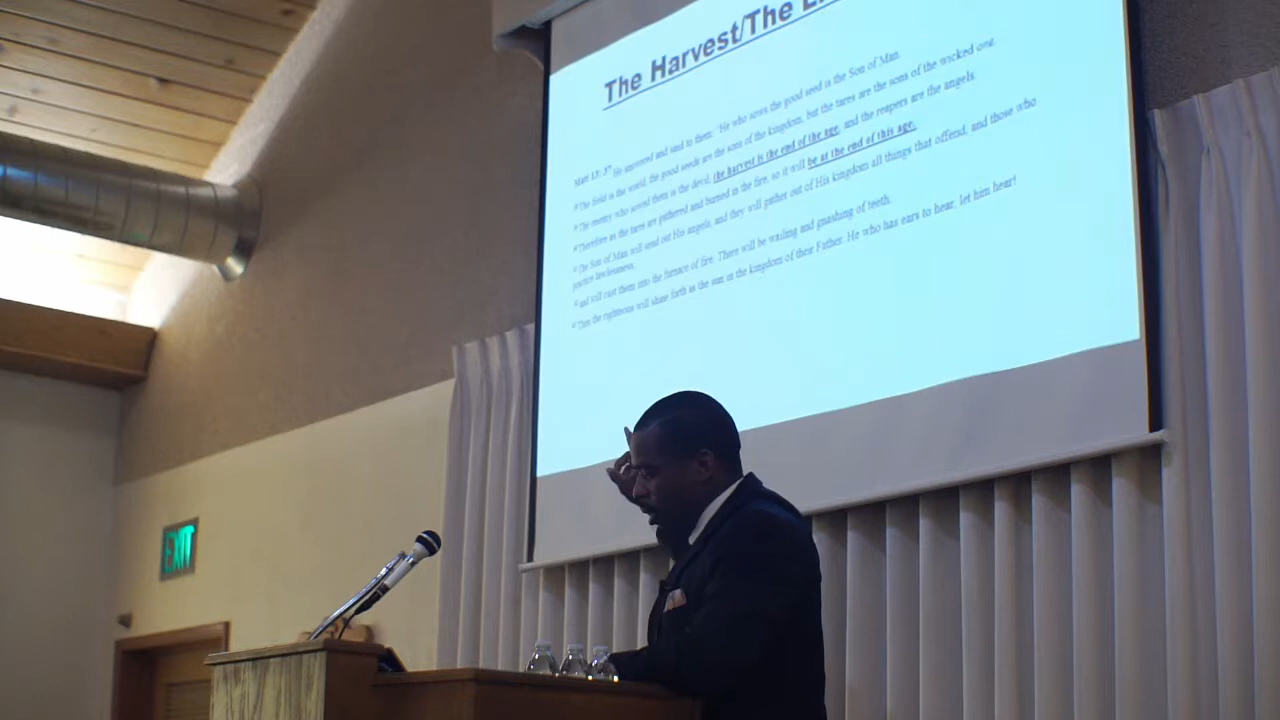 The Harvest/The E
Matt 13: 37 He answered and said to them: "He who sows the good seed is the Son of Man.
38 The field is the world, the good seeds are the sons of the kingdom, but the tares are the sons of the wicked one.
39 The enemy who sowed them is the devil, the harvest is the end of the age, and the reapers are the angels.
40 Therefore as the tares are gathered and burned in the fire, so it will be at the end of this age.
41 The Son of Man will send out His angels, and they will gather out of His kingdom all things that offend, and those who
practice lawlessness,
42 and will cast them into the furnace of fire. There will be wailing and gnashing of teeth.
43 Then the righteous will shine forth as the sun in the kingdom of their Father. He who has ears to hear, let him hear!
EXIT